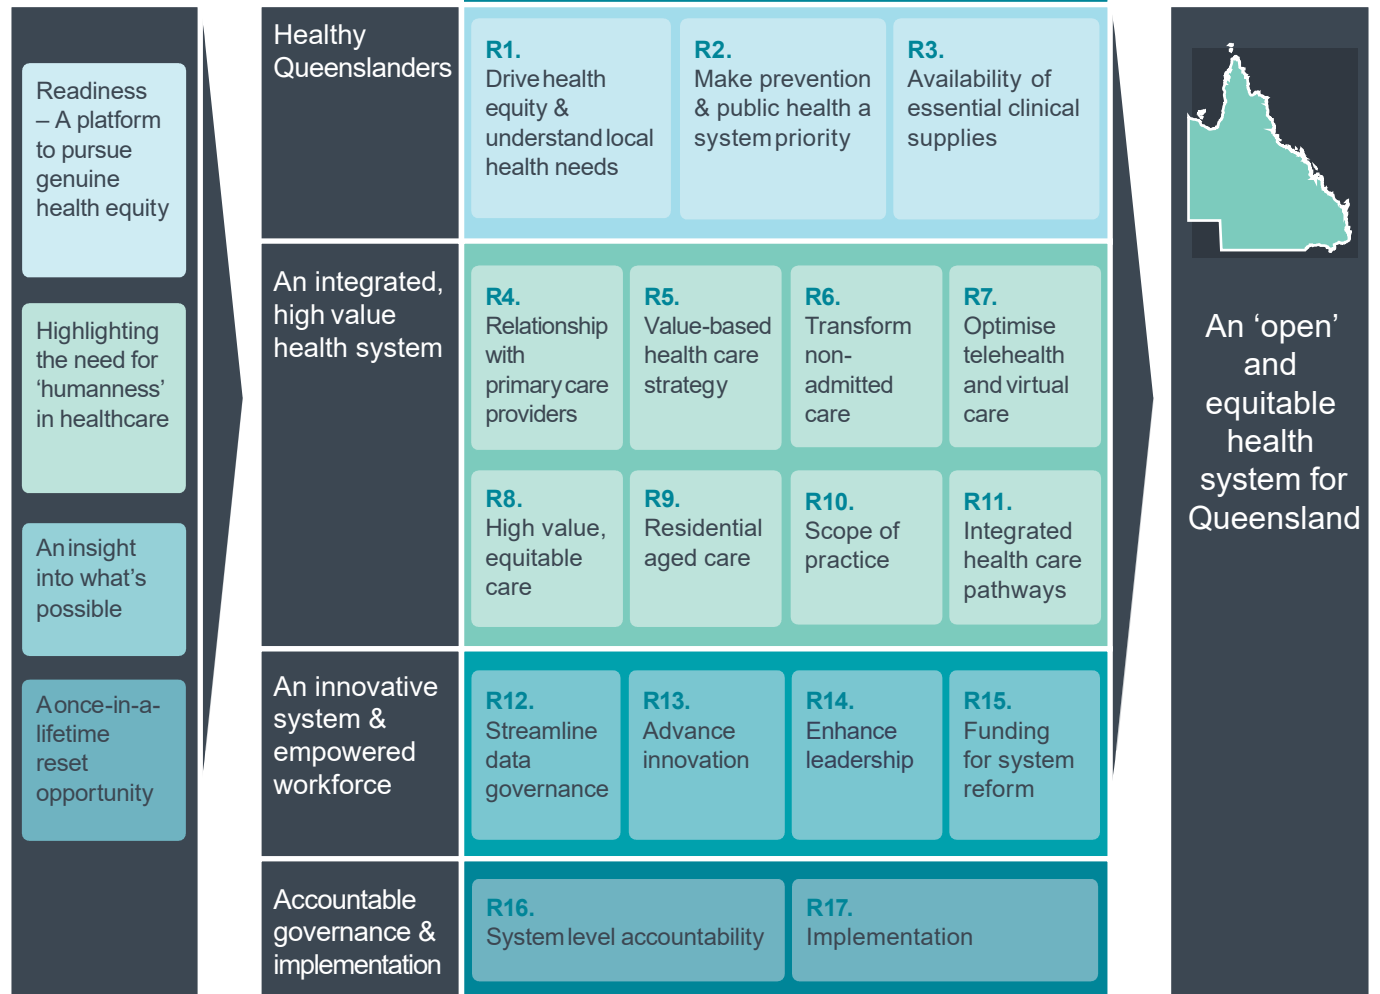 Readiness
– A platform
to pursue
genuine
health equity
Highlighting
the need for
‘humanness’
in healthcare
An insight
into what’s
possible
A once-in-a-
lifetime
reset
opportunity
Healthy
Queenslanders
R1.
Drive health
equity &
understand local
health needs
R2.
Make prevention
& public health a
system priority
R3.
Availability of
essential clinical
supplies
An integrated,
high value
health system
R4.
Relationship
with
primary care
providers
R5.
Value-based
health care
strategy
R6.
Transform
non-
admitted
care
R7.
Optimise
telehealth
and virtual
care
R8.
High value,
equitable
care
R9.
Residential
aged care
R10.
Scope of
practice
R11.
Integrated
health care
pathways
An innovative
system &
empowered
workforce
R12.
Streamline
data
governance
R13.
Advance
innovation
R14.
Enhance
leadership
R15.
Funding
for system
reform
Accountable
governance &
implementation
R16.
System level accountability
R17.
Implementation
An ‘open’
and
equitable
health
system for
Queensland